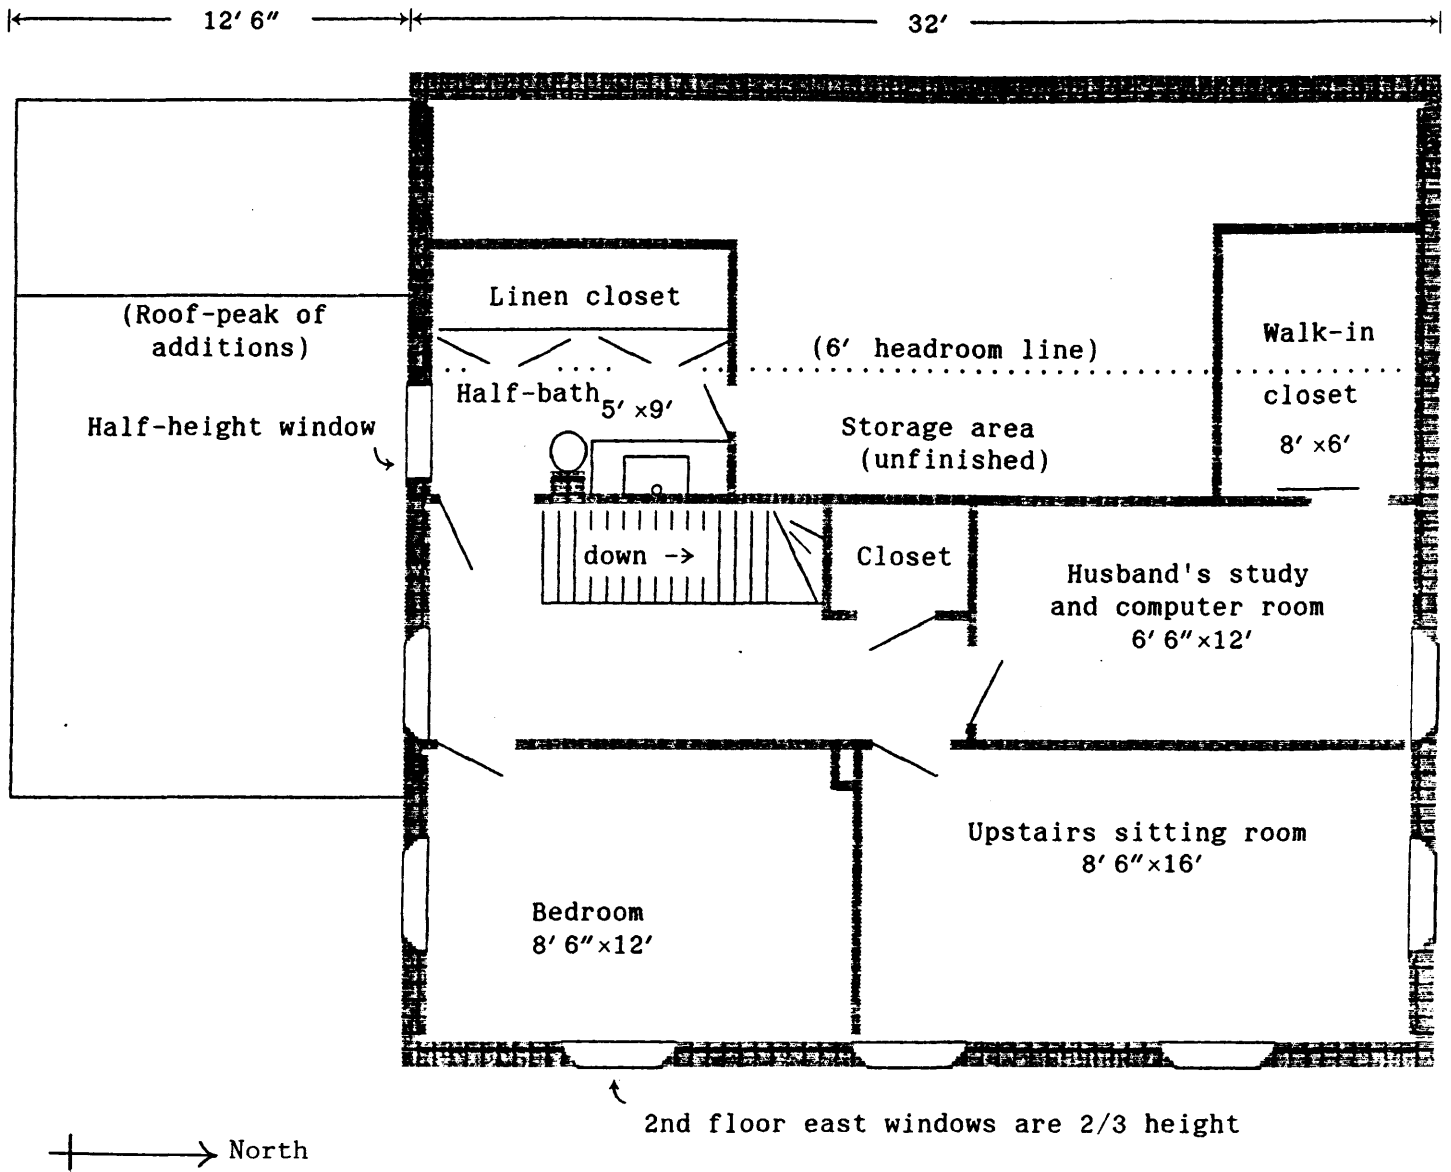 12' 6"
32'
Linen closet
(Roof-peak of
additions)
Walk-in
closet
8' ×6'
(6' headroom line)
Half-bath
5' ×9'
Half-height window
Storage area
(unfinished)
down ->
Closet
Husband's study
and computer room
6' 6"×12'
Upstairs sitting room
8' 6"×16'
Bedroom
8' 6"×12'
2nd floor east windows are 2/3 height
North